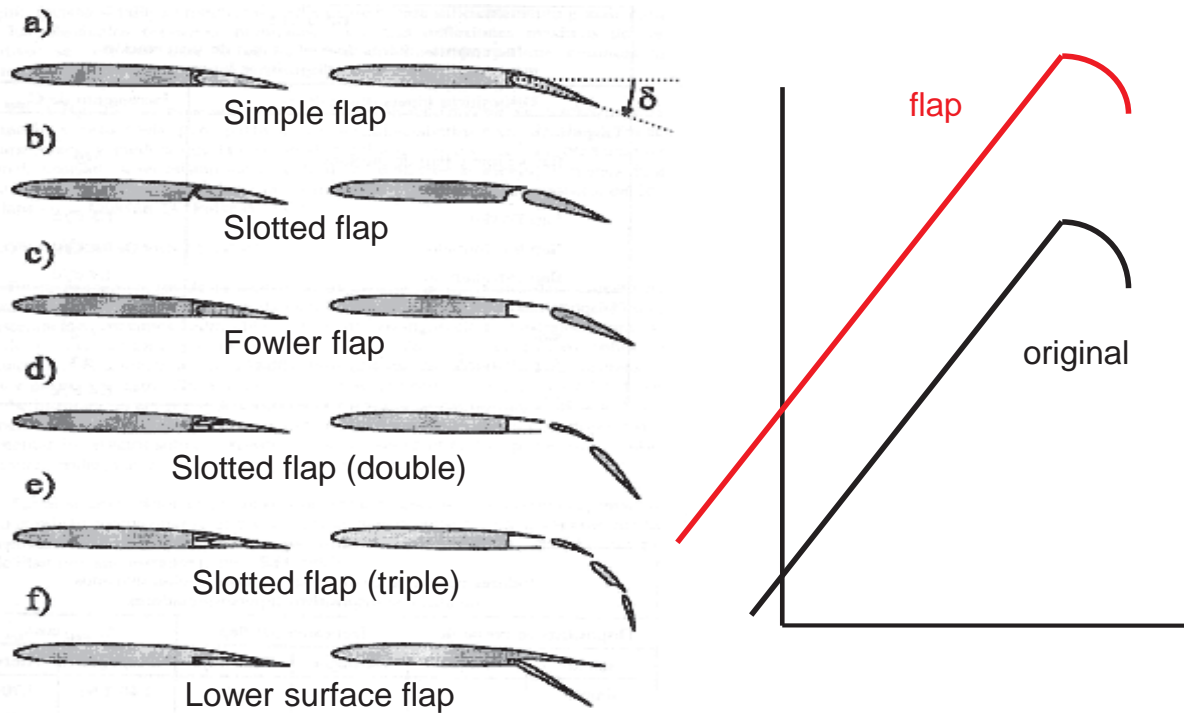 a)
Simple flap
δ
b)
Slotted flap
c)
Fowler flap
d)
Slotted flap (double)
e)
Slotted flap (triple)
f)
Lower surface flap
flap
original